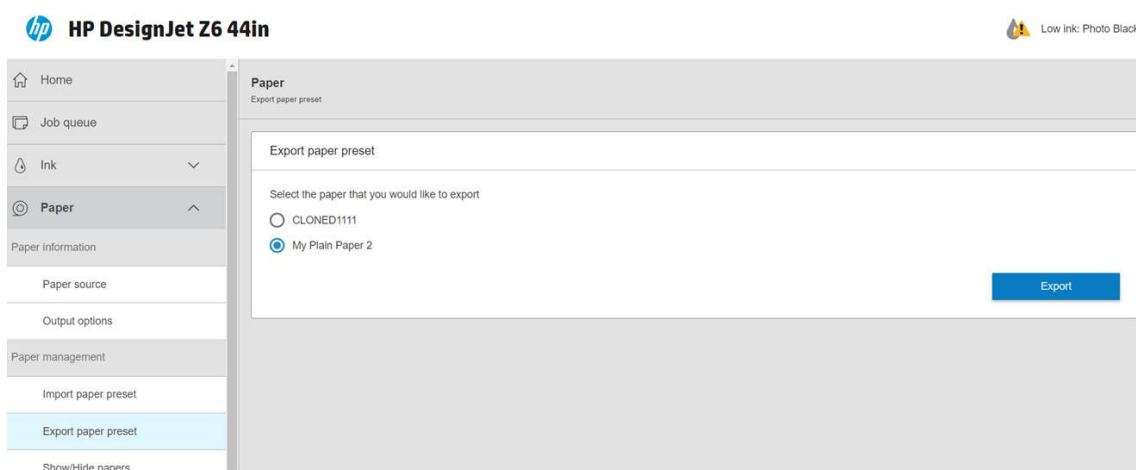 hp HP DesignJet Z6 44in
Low ink: Photo Black
Home
Job queue
Ink
Paper
Paper information
Paper source
Output options
Paper management
Import paper preset
Export paper preset
Show/Hide papers
Paper
Export paper preset
Export paper preset
Select the paper that you would like to export
CLONED1111
My Plain Paper 2
Export